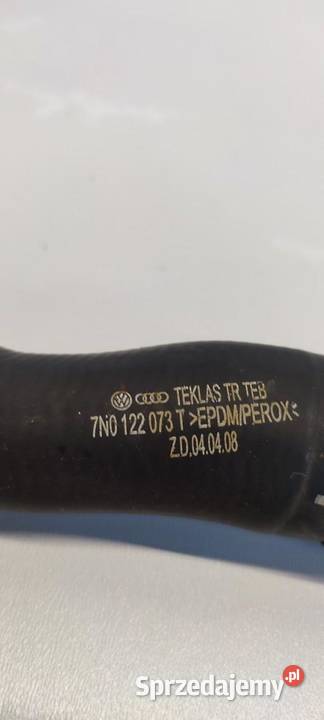 TEKLAS TR TEB
7N0 122 073 T >EPDM/PEROX<
Z.D.04.04.08
Sprzedajemy.pl